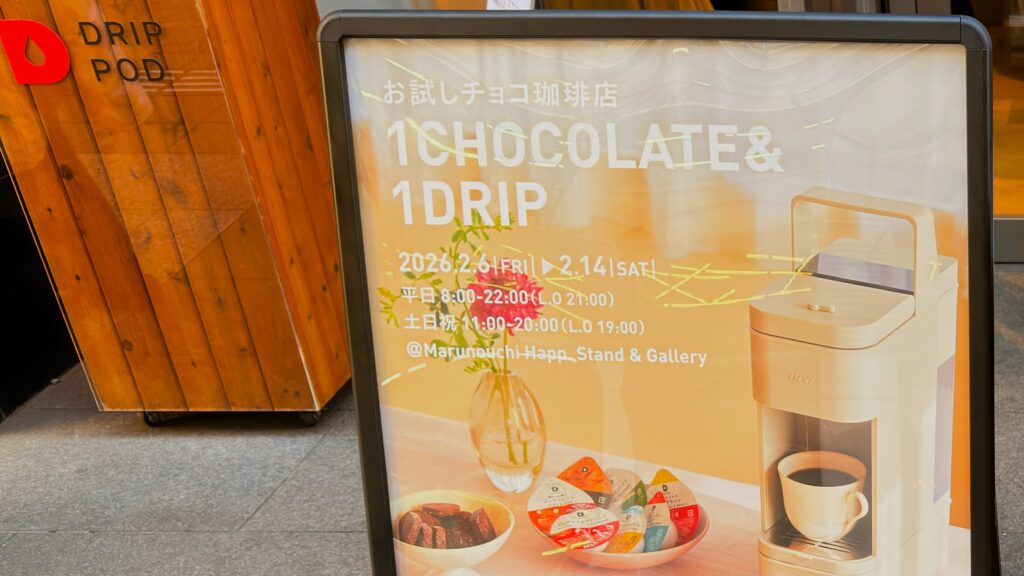 DRIP
POD
お試しチョコ珈琲店
1CHOCOLATE&
1DRIP
2026.2.6|FRI|▶2.14|SAT|
平日 8:00-22:00(L.O 21:00)
土日祝 11:00-20:00(L.O 19:00)
@Marunouchi Happ. Stand & Gallery
UCC